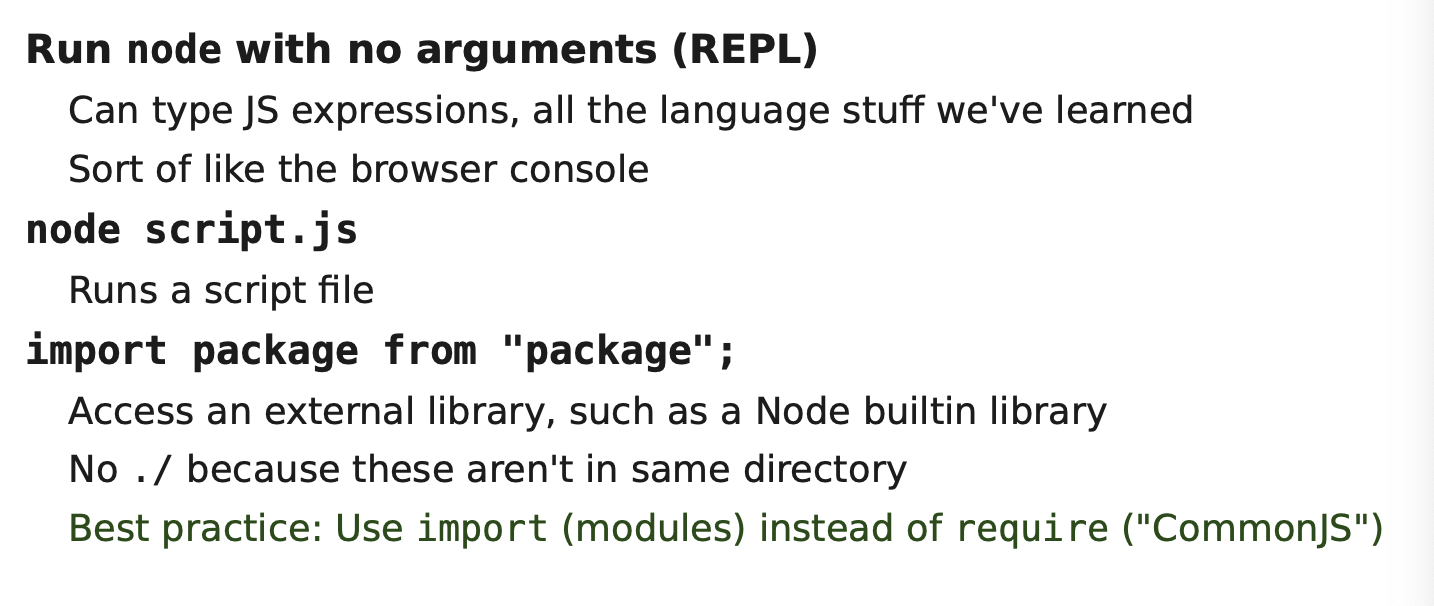 Run node with no arguments (REPL)
Can type JS expressions, all the language stuff we've learned
Sort of like the browser console
node script.js
Runs a script file
import package from "package";
Access an external library, such as a Node builtin library
No ./ because these aren't in same directory
Best practice: Use import (modules) instead of require ("CommonJS")